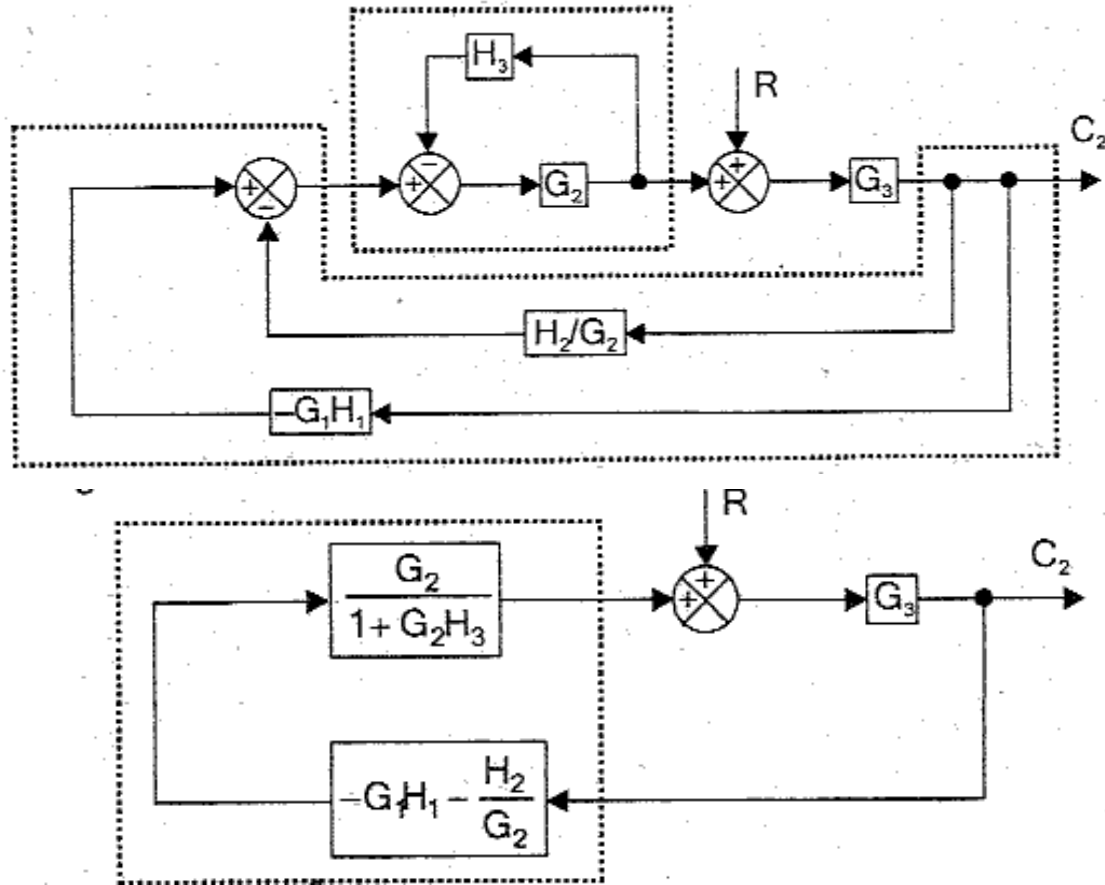 H₃
R
C₂
+
−
+
−
G₂
+
+
G₃
H₂/G₂
−G₁H₁
R
C₂
G₂
1 + G₂H₃
+
+
G₃
−G₁H₁ − H₂
G₂